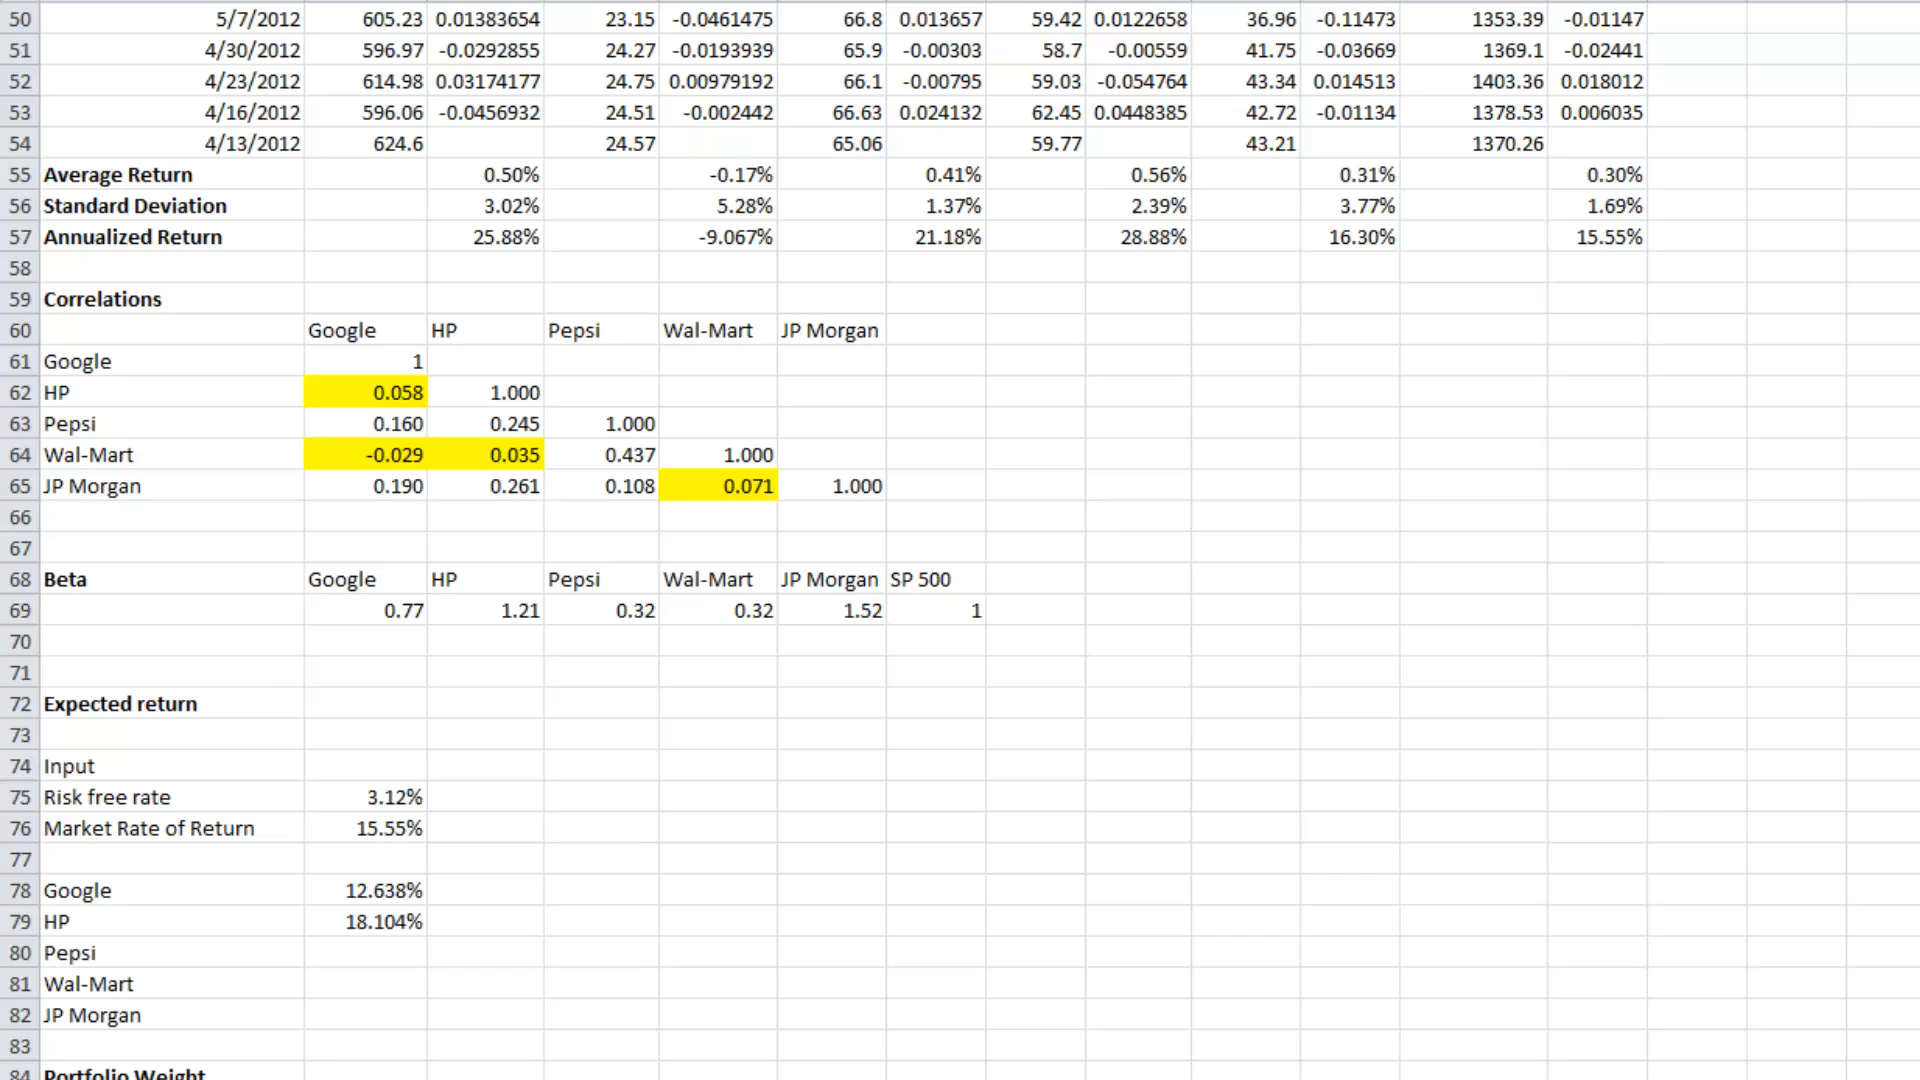 50 5/7/2012 605.23 0.01383654 23.15 -0.0461475 66.8 0.013657 59.42 0.0122658 36.96 -0.11473 1353.39 -0.01147
51 4/30/2012 596.97 -0.0292855 24.27 -0.0193939 65.9 -0.00303 58.7 -0.00559 41.75 -0.03669 1369.1 -0.02441
52 4/23/2012 614.98 0.03174177 24.75 0.00979192 66.1 -0.00795 59.03 -0.054764 43.34 0.014513 1403.36 0.018012
53 4/16/2012 596.06 -0.0456932 24.51 -0.002442 66.63 0.024132 62.45 0.0448385 42.72 -0.01134 1378.53 0.006035
54 4/13/2012 624.6 24.57 65.06 59.77 43.21 1370.26
55 Average Return 0.50% -0.17% 0.41% 0.56% 0.31% 0.30%
56 Standard Deviation 3.02% 5.28% 1.37% 2.39% 3.77% 1.69%
57 Annualized Return 25.88% -9.067% 21.18% 28.88% 16.30% 15.55%
58
59 Correlations
60 Google HP Pepsi Wal-Mart JP Morgan
61 Google 1
62 HP 0.058 1.000
63 Pepsi 0.160 0.245 1.000
64 Wal-Mart -0.029 0.035 0.437 1.000
65 JP Morgan 0.190 0.261 0.108 0.071 1.000
66
67
68 Beta Google HP Pepsi Wal-Mart JP Morgan SP 500
69 0.77 1.21 0.32 0.32 1.52 1
70
71
72 Expected return
73
74 Input
75 Risk free rate 3.12%
76 Market Rate of Return 15.55%
77
78 Google 12.638%
79 HP 18.104%
80 Pepsi
81 Wal-Mart
82 JP Morgan
83
84 Portfolio Weight